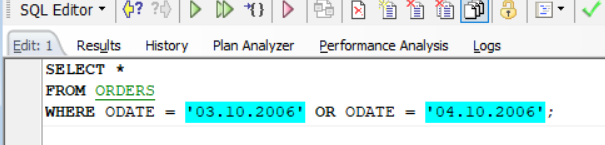 SQL Editor
Edit: 1 Results History Plan Analyzer Performance Analysis Logs
SELECT *
FROM ORDERS
WHERE ODATE = '03.10.2006' OR ODATE = '04.10.2006';